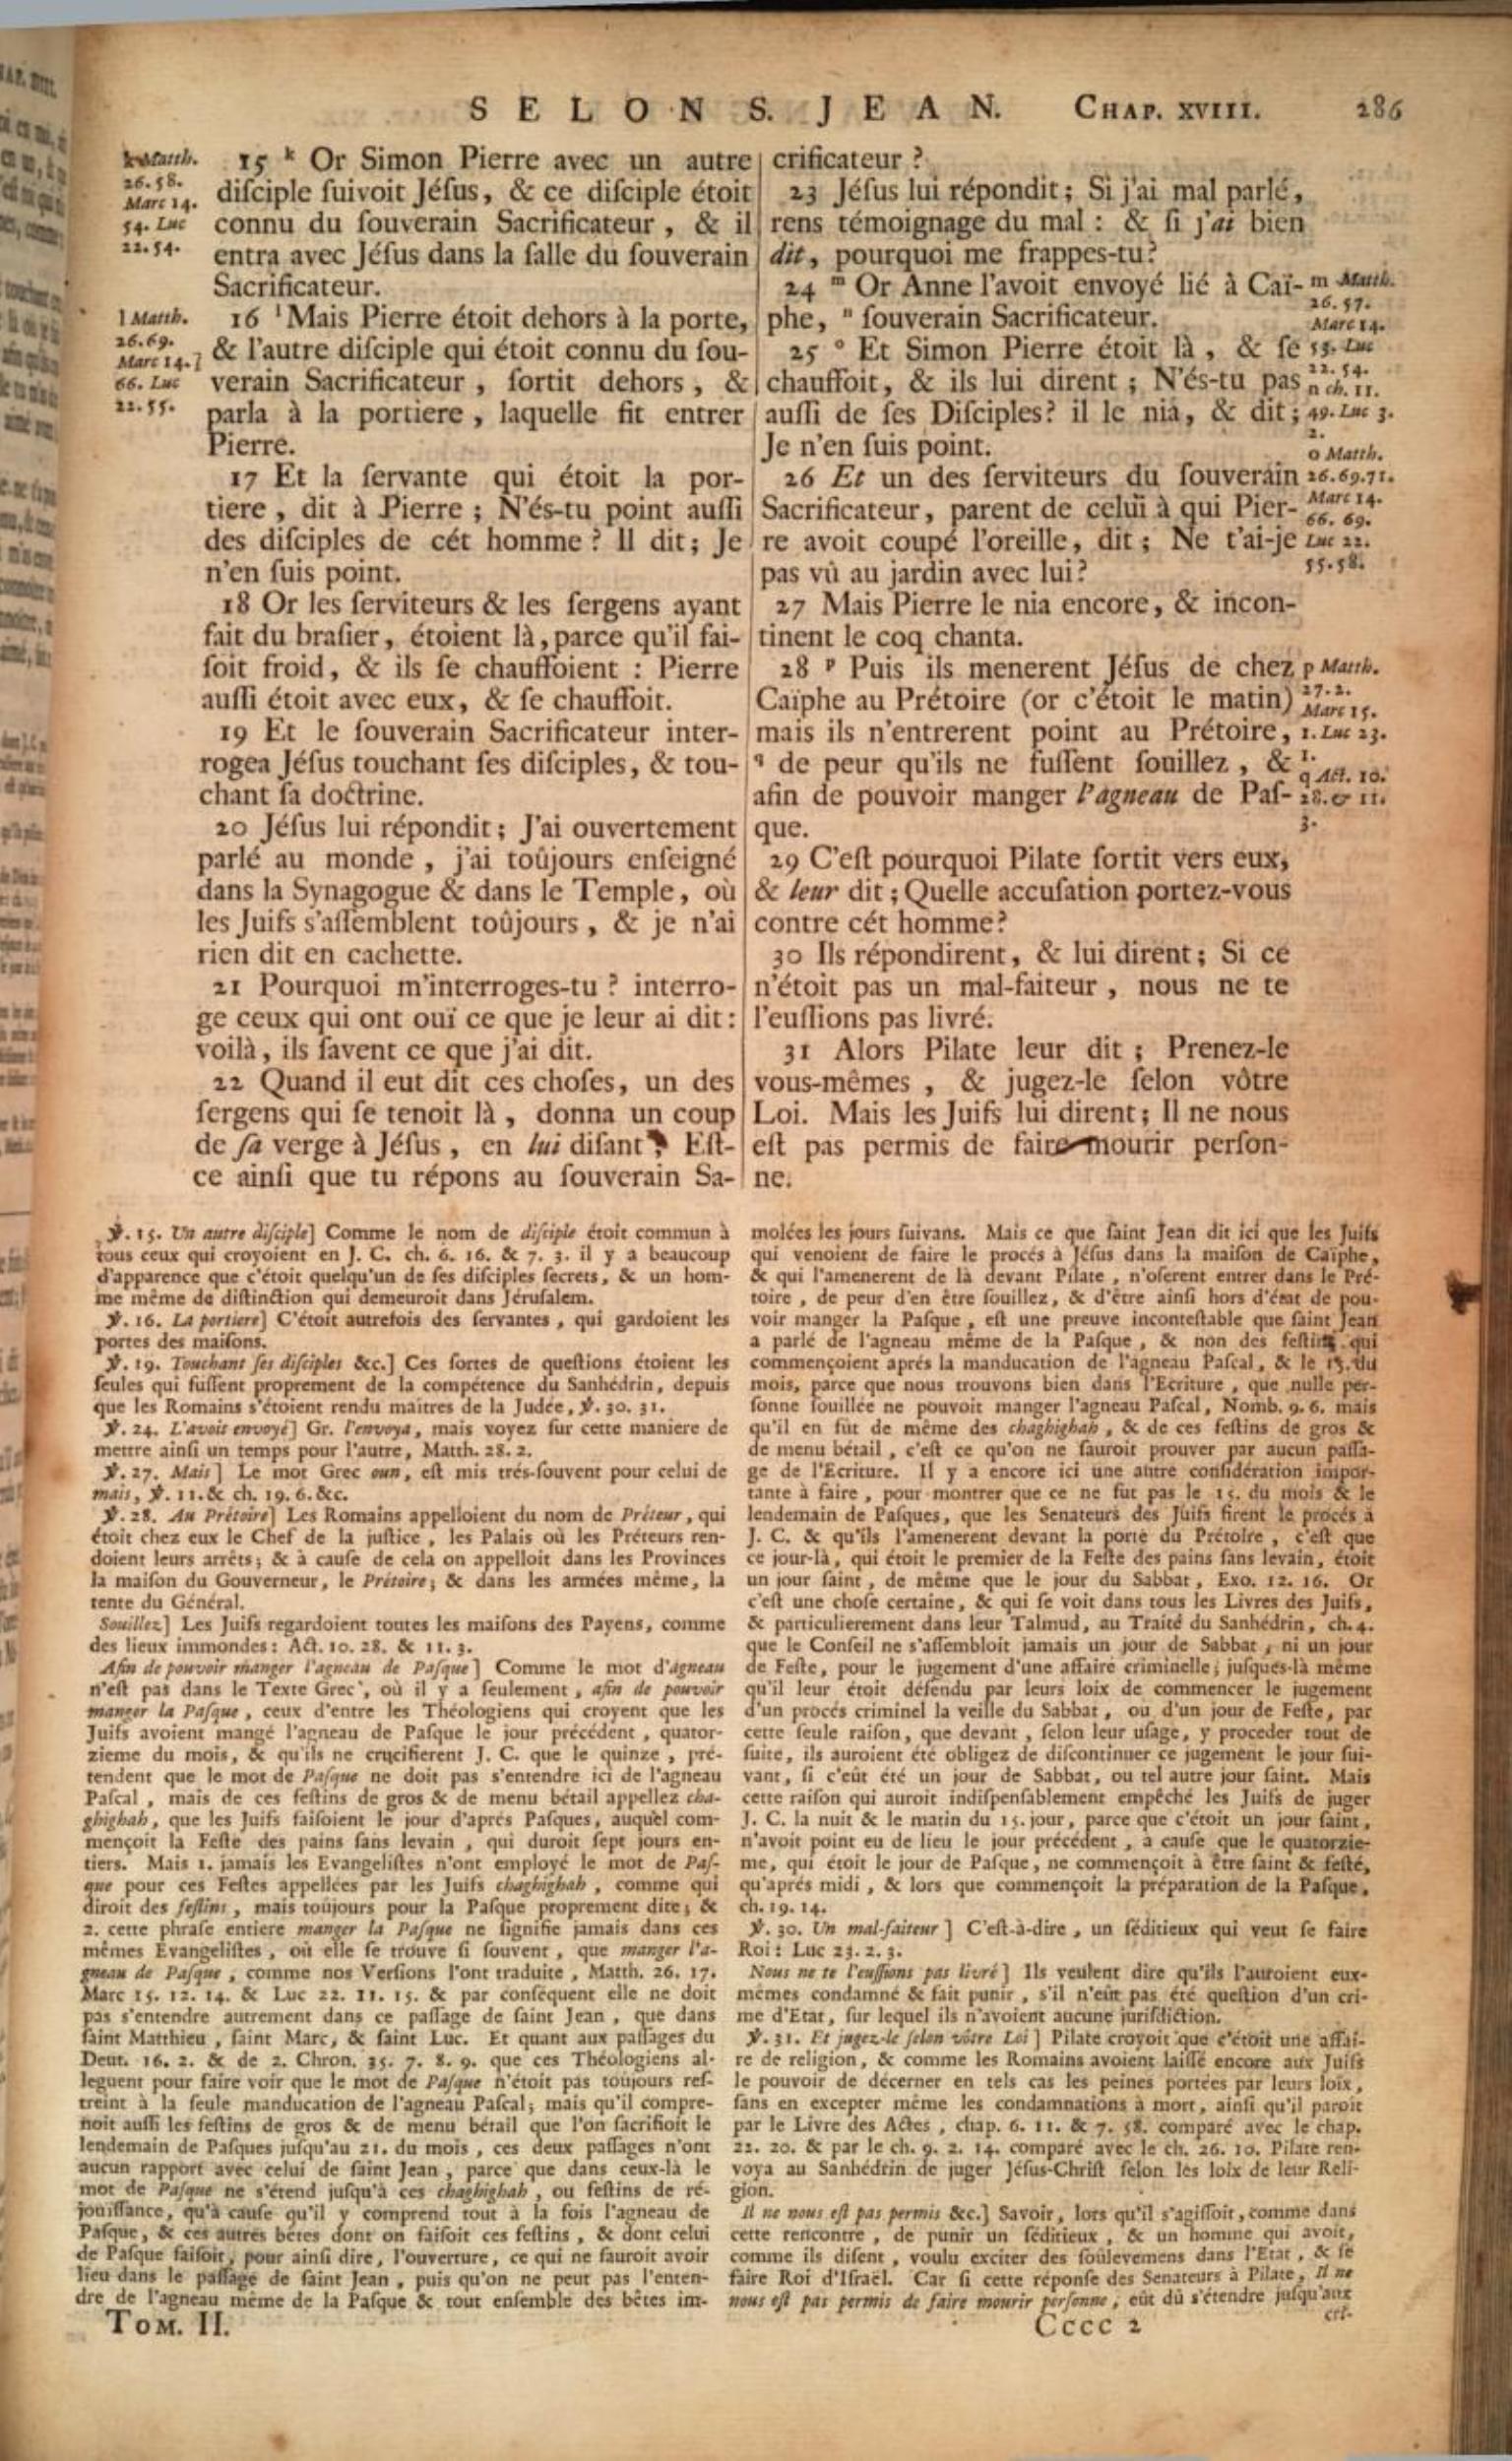 SELON S. JEAN. CHAP. XVIII. 286
k Matth.
26. 58.
Marc 14.
54. Luc
22. 54.
l Matth.
26. 69.
Marc 14.
66. Luc
22. 55.
15 k Or Simon Pierre avec un autre
disciple suivoit Jésus, & ce disciple étoit
connu du souverain Sacrificateur, & il
entra avec Jésus dans la salle du souverain
Sacrificateur.
16 l Mais Pierre étoit dehors à la porte,
& l'autre disciple qui étoit connu du sou-
verain Sacrificateur, sortit dehors, &
parla à la portiere, laquelle fit entrer
Pierre.
17 Et la servante qui étoit la por-
tiere, dit à Pierre; N'és-tu point aussi
des disciples de cét homme? Il dit; Je
n'en suis point.
18 Or les serviteurs & les sergens ayant
fait du brasier, étoient là, parce qu'il fai-
soit froid, & ils se chauffoient: Pierre
aussi étoit avec eux, & se chauffoit.
19 Et le souverain Sacrificateur inter-
rogea Jésus touchant ses disciples, & tou-
chant sa doctrine.
20 Jésus lui répondit; J'ai ouvertement
parlé au monde, j'ai toûjours enseigné
dans la Synagogue & dans le Temple, où
les Juifs s'assemblent toûjours, & je n'ai
rien dit en cachette.
21 Pourquoi m'interroges-tu? interro-
ge ceux qui ont ouï ce que je leur ai dit:
voilà, ils savent ce que j'ai dit.
22 Quand il eut dit ces choses, un des
sergens qui se tenoit là, donna un coup
de sa verge à Jésus, en lui disant; Est-
ce ainsi que tu répons au souverain Sa-
crificateur?
23 Jésus lui répondit; Si j'ai mal parlé,
rens témoignage du mal: & si j'ai bien
dit, pourquoi me frappes-tu?
24 m Or Anne l'avoit envoyé lié à Caï-
phe, n souverain Sacrificateur.
25 o Et Simon Pierre étoit là, & se
chauffoit, & ils lui dirent; N'és-tu pas
aussi de ses Disciples? il le nia, & dit;
Je n'en suis point.
26 Et un des serviteurs du souverain
Sacrificateur, parent de celui à qui Pier-
re avoit coupé l'oreille, dit; Ne t'ai-je
pas vû au jardin avec lui?
27 Mais Pierre le nia encore, & incon-
tinent le coq chanta.
28 p Puis ils menerent Jésus de chez
Caïphe au Prétoire (or c'étoit le matin)
mais ils n'entrerent point au Prétoire,
q de peur qu'ils ne fussent souillez, &
afin de pouvoir manger l'agneau de Pas-
que.
29 C'est pourquoi Pilate sortit vers eux,
& leur dit; Quelle accusation portez-vous
contre cét homme?
30 Ils répondirent, & lui dirent; Si ce
n'étoit pas un mal-faiteur, nous ne te
l'eussions pas livré.
31 Alors Pilate leur dit; Prenez-le
vous-mêmes, & jugez-le selon vôtre
Loi. Mais les Juifs lui dirent; Il ne nous
est pas permis de faire mourir person-
ne.
m Matth.
26. 57.
Marc 14.
53. Luc
22. 54.
n ch. 11.
49. Luc 3.
2.
o Matth.
26. 69. 71.
Marc 14.
66. 69.
Luc 22.
55. 58.
p Matth.
27. 2.
Marc 15.
1. Luc 23.
1.
q Act. 10.
28. & 11.
3.
℣. 15. Un autre disciple] Comme le nom de disciple étoit commun à
tous ceux qui croyoient en J. C. ch. 6. 16. & 7. 3. il y a beaucoup
d'apparence que c'étoit quelqu'un de ses disciples secrets, & un hom-
me même de distinction qui demeuroit dans Jérusalem.
℣. 16. La portiere] C'étoit autrefois des servantes, qui gardoient les
portes des maisons.
℣. 19. Touchant ses disciples &c.] Ces sortes de questions étoient les
seules qui fussent proprement de la compétence du Sanhédrin, depuis
que les Romains s'étoient rendu maîtres de la Judée, ℣. 30. 31.
℣. 24. L'avoit envoyé] Gr. l'envoya, mais voyez sur cette maniere de
mettre ainsi un temps pour l'autre, Matth. 28. 2.
℣. 27. Mais] Le mot Grec oun, est mis trés-souvent pour celui de
mais, ℣. 11. & ch. 19. 6. &c.
℣. 28. Au Prétoire] Les Romains appelloient du nom de Préteur, qui
étoit chez eux le Chef de la justice, les Palais où les Préteurs ren-
doient leurs arrêts; & à cause de cela on appelloit dans les Provinces
la maison du Gouverneur, le Prétoire; & dans les armées même, la
tente du Général.
Souillez] Les Juifs regardoient toutes les maisons des Payens, comme
des lieux immondes: Act. 10. 28. & 11. 3.
Afin de pouvoir manger l'agneau de Pasque] Comme le mot d'agneau
n'est pas dans le Texte Grec, où il y a seulement, afin de pouvoir
manger la Pasque, ceux d'entre les Théologiens qui croyent que les
Juifs avoient mangé l'agneau de Pasque le jour précédent, quator-
zieme du mois, & qu'ils ne crucifierent J. C. que le quinze, pré-
tendent que le mot de Pasque ne doit pas s'entendre ici de l'agneau
Pascal, mais de ces festins de gros & de menu bétail appellez cha-
ghighah, que les Juifs faisoient le jour d'aprés Pasques, auquel com-
mençoit la Feste des pains sans levain, qui duroit sept jours en-
tiers. Mais 1. jamais les Evangelistes n'ont employé le mot de Pas-
que pour ces Festes appellées par les Juifs chaghighah, comme qui
diroit des festins, mais toûjours pour la Pasque proprement dite; &
2. cette phrase entiere manger la Pasque ne signifie jamais dans ces
mêmes Evangelistes, où elle se trouve si souvent, que manger l'a-
gneau de Pasque, comme nos Versions l'ont traduite, Matth. 26. 17.
Marc 15. 12. 14. & Luc 22. 11. 15. & par conséquent elle ne doit
pas s'entendre autrement dans ce passage de saint Jean, que dans
saint Matthieu, saint Marc, & saint Luc. Et quant aux passages du
Deut. 16. 2. & de 2. Chron. 35. 7. 8. 9. que ces Théologiens al-
leguent pour faire voir que le mot de Pasque n'étoit pas toûjours res-
treint à la seule manducation de l'agneau Pascal; mais qu'il compre-
noit aussi les festins de gros & de menu bétail que l'on sacrifioit le
lendemain de Pasques jusqu'au 21. du mois, ces deux passages n'ont
aucun rapport avec celui de saint Jean, parce que dans ceux-là le
mot de Pasque ne s'étend jusqu'à ces chaghighah, ou festins de ré-
jouissance, qu'à cause qu'il y comprend tout à la fois l'agneau de
Pasque, & ces autres bêtes dont on faisoit ces festins, & dont celui
de Pasque faisoit, pour ainsi dire, l'ouverture, ce qui ne sauroit avoir
lieu dans le passage de saint Jean, puis qu'on ne peut pas l'enten-
dre de l'agneau même de la Pasque & tout ensemble des bêtes im-
molées les jours suivans. Mais ce que saint Jean dit ici que les Juifs
qui venoient de faire le procés à Jésus dans la maison de Caïphe,
& qui l'amenerent de là devant Pilate, n'oserent entrer dans le Pré-
toire, de peur d'en être souillez, & d'être ainsi hors d'état de pou-
voir manger la Pasque, est une preuve incontestable que saint Jean
a parlé de l'agneau même de la Pasque, & non des festins qui
commençoient aprés la manducation de l'agneau Pascal, & le 15. du
mois, parce que nous trouvons bien dans l'Ecriture, que nulle per-
sonne souillée ne pouvoit manger l'agneau Pascal, Nomb. 9. 6. mais
qu'il en fût de même des chaghighah, & de ces festins de gros &
de menu bétail, c'est ce qu'on ne sauroit prouver par aucun passa-
ge de l'Ecriture. Il y a encore ici une autre considération impor-
tante à faire, pour montrer que ce ne fut pas le 15. du mois & le
lendemain de Pasques, que les Senateurs des Juifs firent le procés à
J. C. & qu'ils l'amenerent devant la porte du Prétoire, c'est que
ce jour-là, qui étoit le premier de la Feste des pains sans levain, étoit
un jour saint, de même que le jour du Sabbat, Exo. 12. 16. Or
c'est une chose certaine, & qui se voit dans tous les Livres des Juifs,
& particulierement dans leur Talmud, au Traité du Sanhédrin, ch. 4.
que le Conseil ne s'assembloit jamais un jour de Sabbat, ni un jour
de Feste, pour le jugement d'une affaire criminelle; jusques-là même
qu'il leur étoit défendu par leurs loix de commencer le jugement
d'un procés criminel la veille du Sabbat, ou d'un jour de Feste, par
cette seule raison, que devant, selon leur usage, y proceder tout de
suite, ils auroient été obligez de discontinuer ce jugement le jour sui-
vant, si c'eût été un jour de Sabbat, ou tel autre jour saint. Mais
cette raison qui auroit indispensablement empêché les Juifs de juger
J. C. la nuit & le matin du 15. jour, parce que c'étoit un jour saint,
n'avoit point eu de lieu le jour précédent, à cause que le quatorzie-
me, qui étoit le jour de Pasque, ne commençoit à être saint & festé,
qu'aprés midi, & lors que commençoit la préparation de la Pasque,
ch. 19. 14.
℣. 30. Un mal-faiteur] C'est-à-dire, un séditieux qui veut se faire
Roi: Luc 23. 2. 3.
Nous ne te l'eussions pas livré] Ils veulent dire qu'ils l'auroient eux-
mêmes condamné & fait punir, s'il n'eût pas été question d'un cri-
me d'Etat, sur lequel ils n'avoient aucune jurisdiction.
℣. 31. Et jugez-le selon vôtre Loi] Pilate croyoit que c'étoit une affai-
re de religion, & comme les Romains avoient laissé encore aux Juifs
le pouvoir de décerner en tels cas les peines portées par leurs loix,
sans en excepter même les condamnations à mort, ainsi qu'il paroit
par le Livre des Actes, chap. 6. 11. & 7. 58. comparé avec le chap.
22. 20. & par le ch. 9. 2. 14. comparé avec le ch. 26. 10. Pilate ren-
voya au Sanhédrin de juger Jésus-Christ selon les loix de leur Reli-
gion.
Il ne nous est pas permis &c.] Savoir, lors qu'il s'agissoit, comme dans
cette rencontre, de punir un séditieux, & un homme qui avoit,
comme ils disent, voulu exciter des soûlevemens dans l'Etat, & se
faire Roi d'Israël. Car si cette réponse des Senateurs à Pilate, Il ne
nous est pas permis de faire mourir personne, eût dû s'étendre jusqu'aux
cri-
TOM. II. Cccc 2